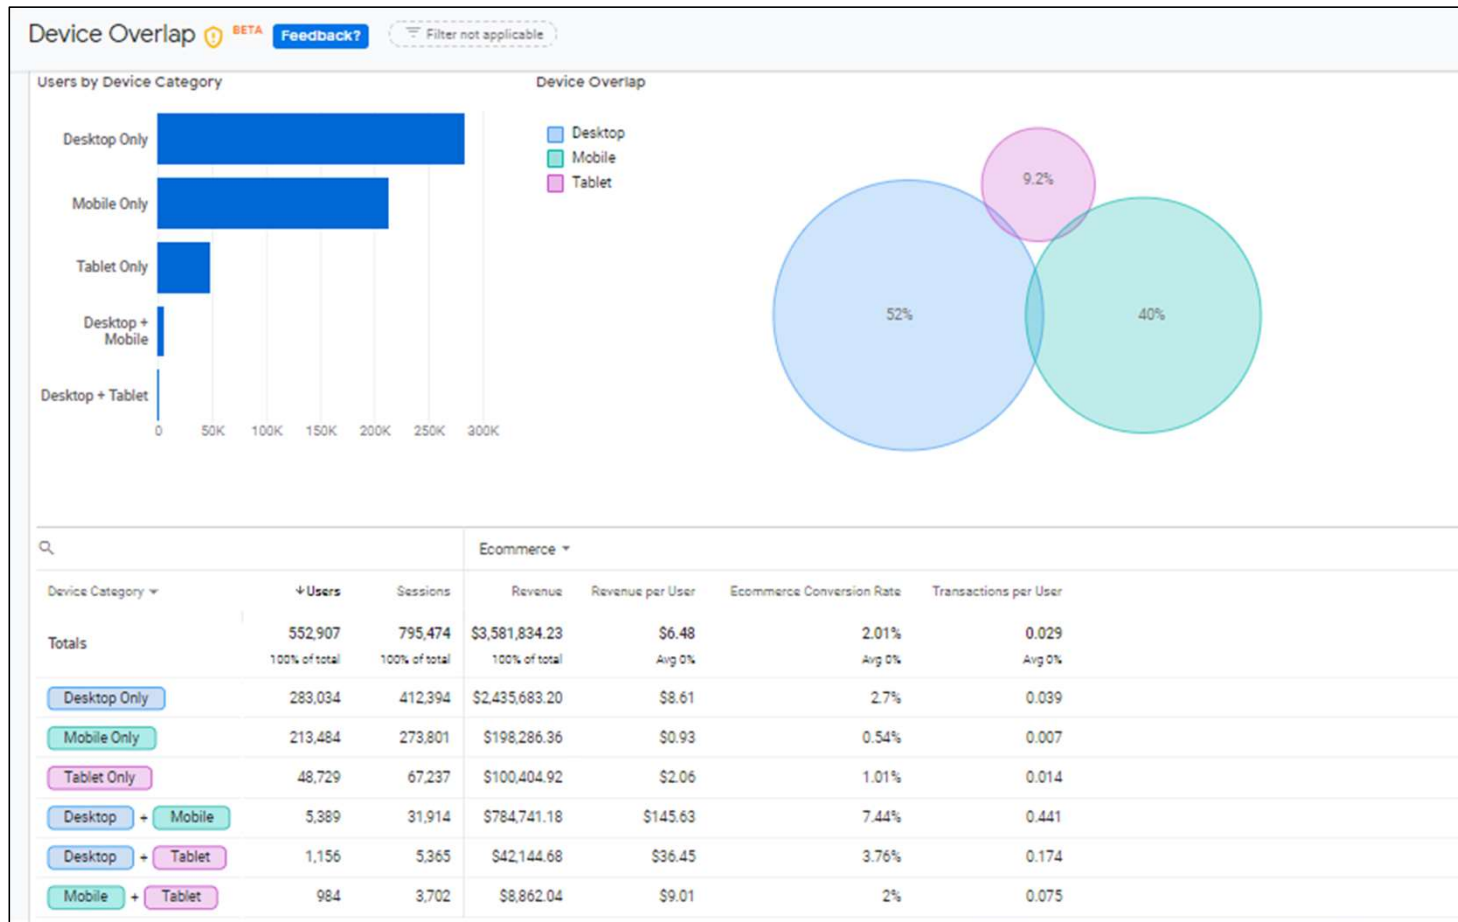 Device Overlap BETA Feedback? Filter not applicable
Users by Device Category
Desktop Only
Mobile Only
Tablet Only
Desktop +
Mobile
Desktop + Tablet
0 50K 100K 150K 200K 250K 300K
Device Overlap
Desktop
Mobile
Tablet
9.2%
52%
40%
Ecommerce
Device Category Users Sessions Revenue Revenue per User Ecommerce Conversion Rate Transactions per User
Totals 552,907 795,474 $3,581,834.23 $6.48 2.01% 0.029
100% of total 100% of total 100% of total Avg 0% Avg 0% Avg 0%
Desktop Only 283,034 412,394 $2,435,683.20 $8.61 2.7% 0.039
Mobile Only 213,484 273,801 $198,286.36 $0.93 0.54% 0.007
Tablet Only 48,729 67,237 $100,404.92 $2.06 1.01% 0.014
Desktop + Mobile 5,389 31,914 $784,741.18 $145.63 7.44% 0.441
Desktop + Tablet 1,156 5,365 $42,144.68 $36.45 3.76% 0.174
Mobile + Tablet 984 3,702 $8,862.04 $9.01 2% 0.075